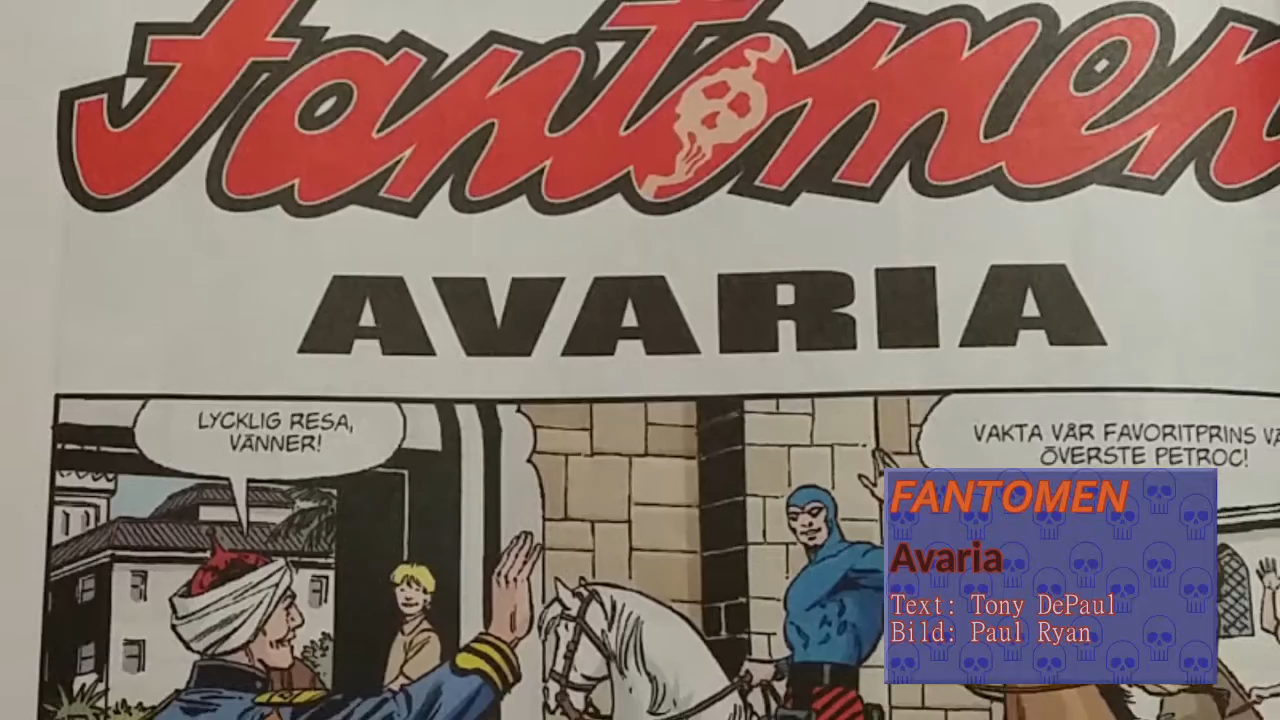 Fantomen
AVARIA
LYCKLIG RESA,
VÄNNER!
VAKTA VÅR FAVORITPRINS
ÖVERSTE PETROC!
FANTOMEN
Avaria
Text: Tony DePaul
Bild: Paul Ryan